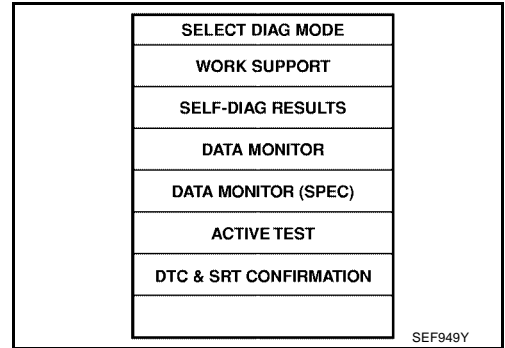 SELECT DIAG MODE
WORK SUPPORT
SELF-DIAG RESULTS
DATA MONITOR
DATA MONITOR (SPEC)
ACTIVE TEST
DTC & SRT CONFIRMATION
SEF949Y